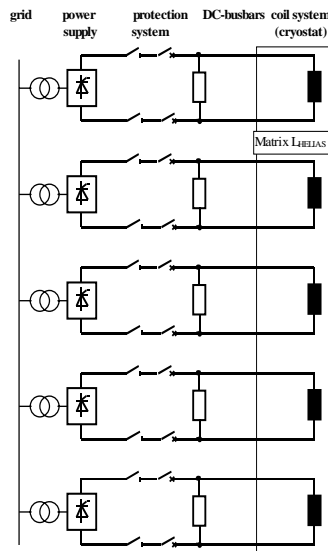 grid power protection DC-busbars coil system
supply system (cryostat)
Matrix LHELIAS